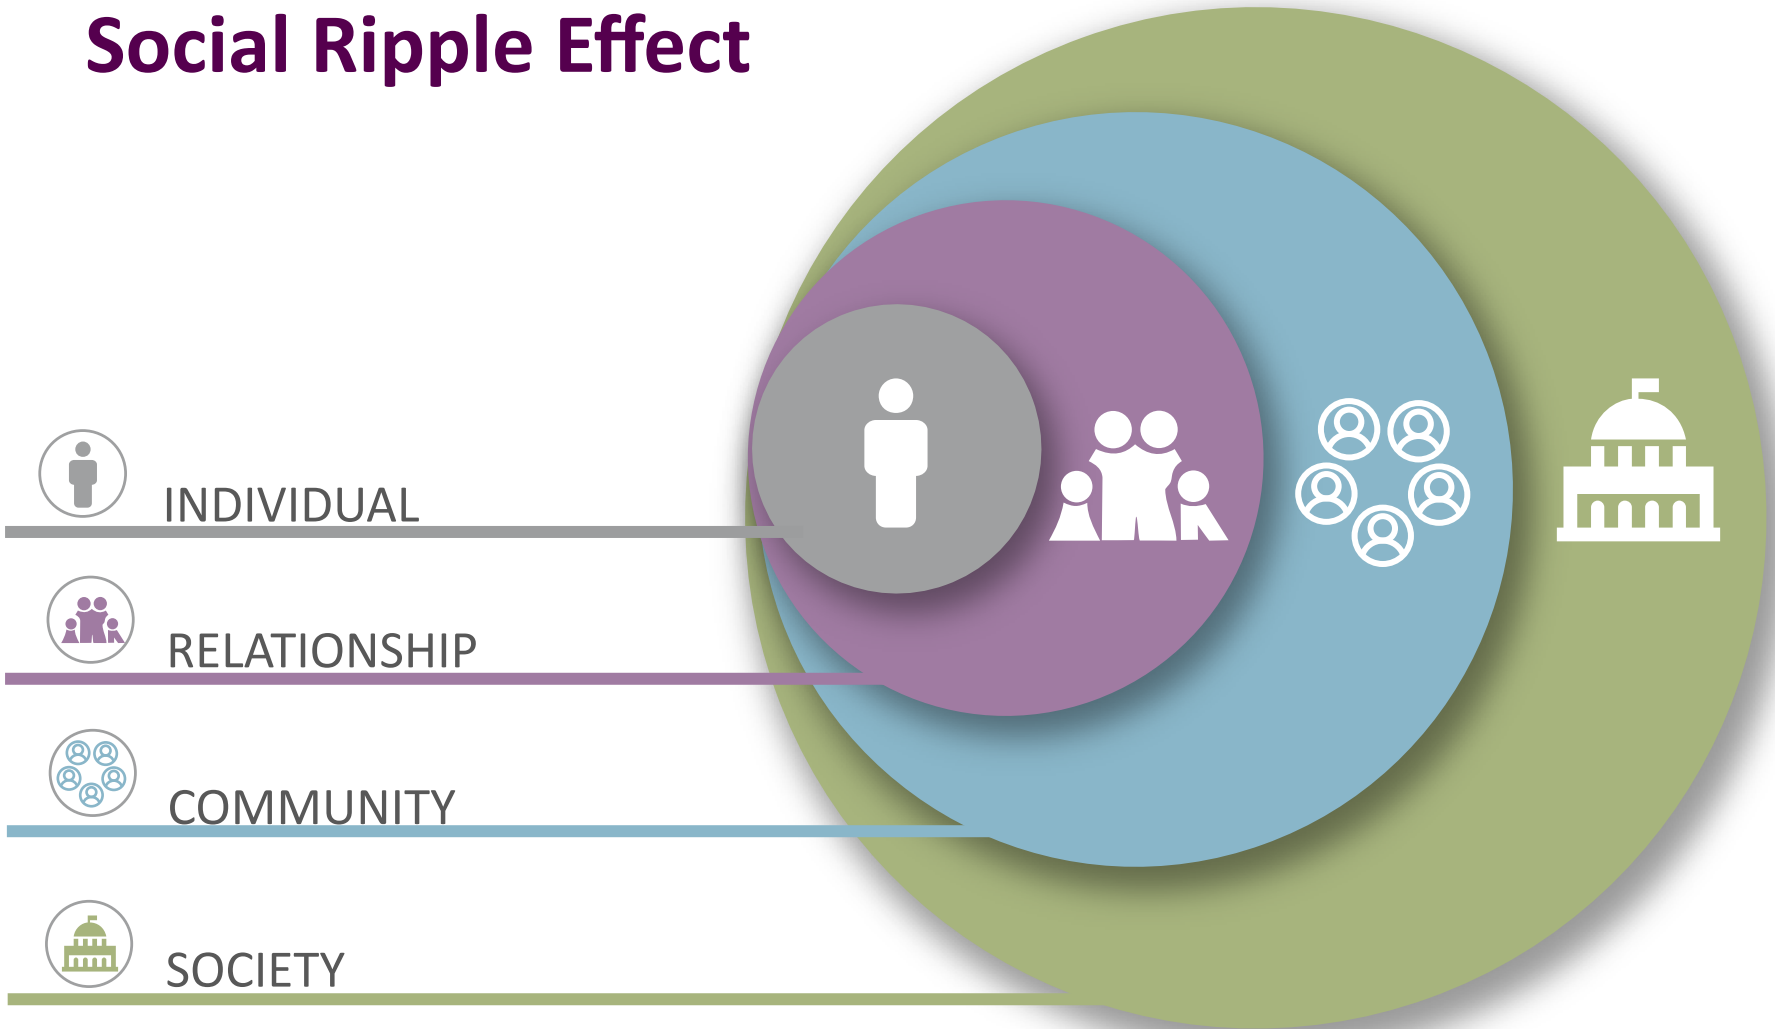 Social Ripple Effect
INDIVIDUAL
RELATIONSHIP
COMMUNITY
SOCIETY